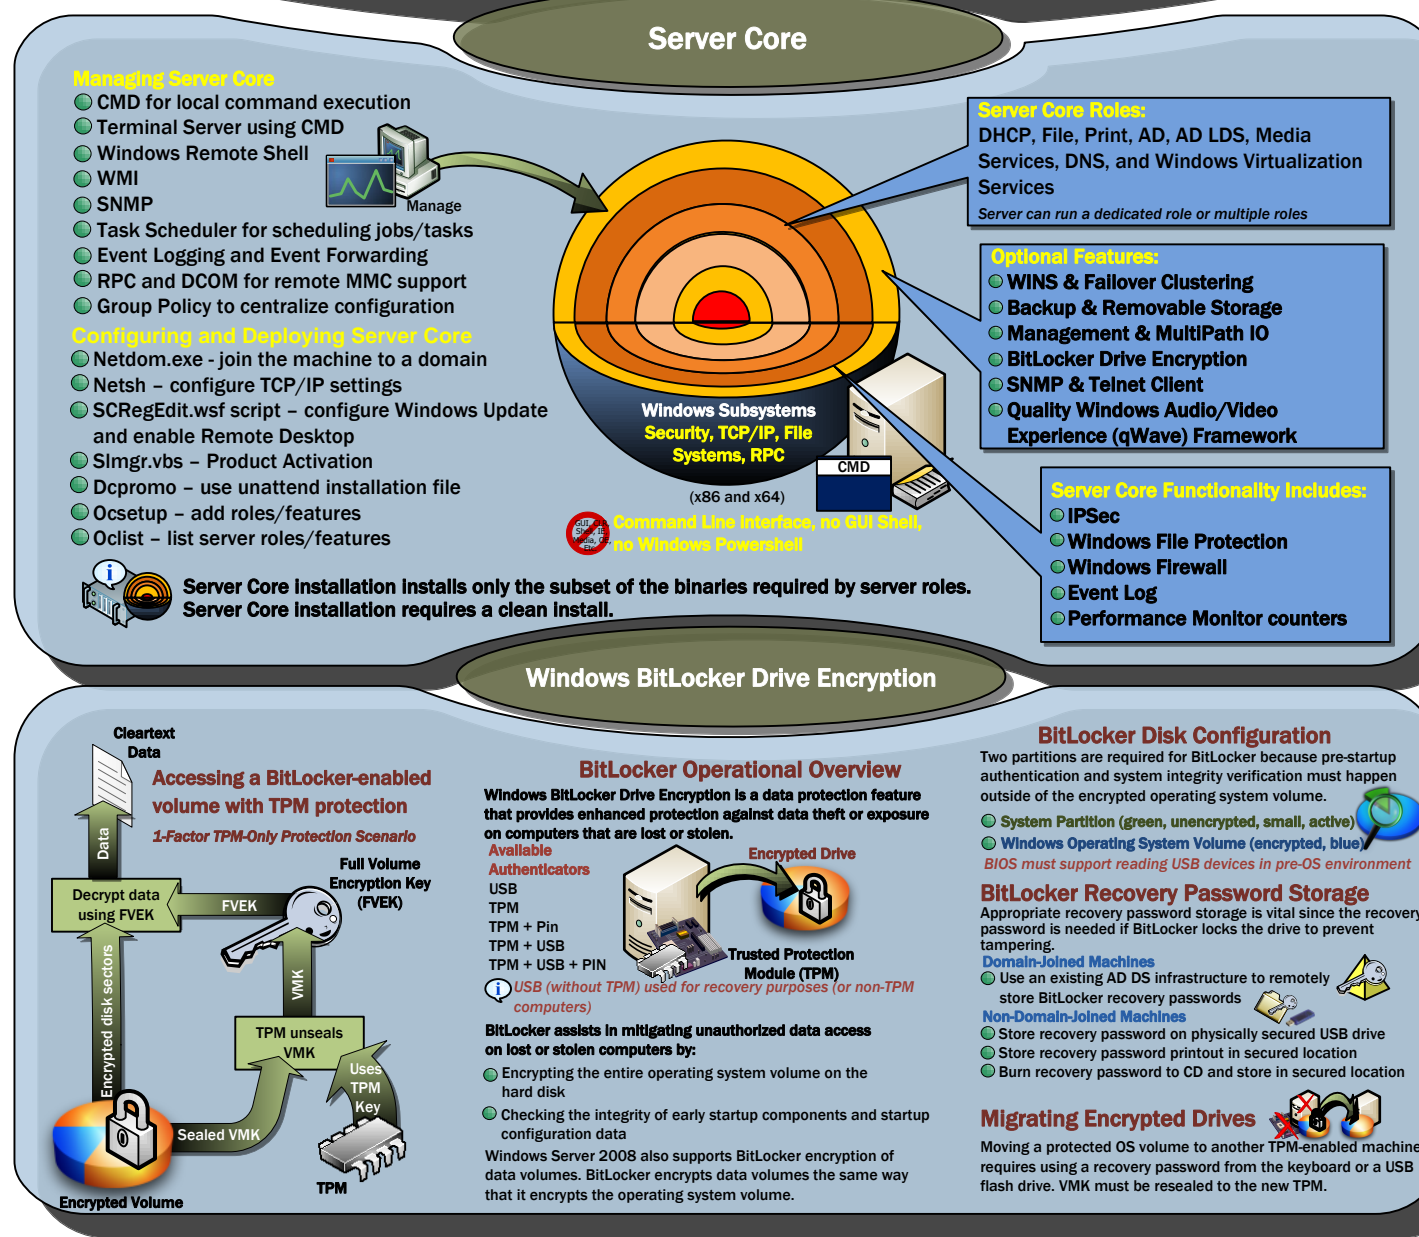 Server Core
Managing Server Core
CMD for local command execution
Terminal Server using CMD
Windows Remote Shell
WMI
SNMP
Task Scheduler for scheduling jobs/tasks
Event Logging and Event Forwarding
RPC and DCOM for remote MMC support
Group Policy to centralize configuration
Manage
Configuring and Deploying Server Core
Netdom.exe - join the machine to a domain
Netsh – configure TCP/IP settings
SCRegEdit.wsf script – configure Windows Update
and enable Remote Desktop
Slmgr.vbs – Product Activation
Dcpromo – use unattend installation file
Ocsetup – add roles/features
Oclist – list server roles/features
Windows Subsystems
Security, TCP/IP, File
Systems, RPC
(x86 and x64)
CMD
GUI, CLR,
Shell, IE,
Media, OE,
Etc.
Command Line interface, no GUI Shell,
no Windows Powershell
Server Core Roles:
DHCP, File, Print, AD, AD LDS, Media
Services, DNS, and Windows Virtualization
Services
Server can run a dedicated role or multiple roles
Optional Features:
WINS & Failover Clustering
Backup & Removable Storage
Management & MultiPath IO
BitLocker Drive Encryption
SNMP & Telnet Client
Quality Windows Audio/Video
Experience (qWave) Framework
Server Core Functionality Includes:
IPSec
Windows File Protection
Windows Firewall
Event Log
Performance Monitor counters
i
Server Core installation installs only the subset of the binaries required by server roles.
Server Core installation requires a clean install.
Windows BitLocker Drive Encryption
Cleartext
Data
Accessing a BitLocker-enabled
volume with TPM protection
1-Factor TPM-Only Protection Scenario
Data
Full Volume
Encryption Key
(FVEK)
Decrypt data
using FVEK
FVEK
Encrypted disk sectors
VMK
TPM unseals
VMK
Uses
TPM
Key
Sealed VMK
TPM
Encrypted Volume
BitLocker Operational Overview
Windows BitLocker Drive Encryption is a data protection feature
that provides enhanced protection against data theft or exposure
on computers that are lost or stolen.
Available
Authenticators
USB
TPM
TPM + Pin
TPM + USB
TPM + USB + PIN
Encrypted Drive
Trusted Protection
Module (TPM)
i
USB (without TPM) used for recovery purposes (or non-TPM
computers)
BitLocker assists in mitigating unauthorized data access
on lost or stolen computers by:
Encrypting the entire operating system volume on the
hard disk
Checking the integrity of early startup components and startup
configuration data
Windows Server 2008 also supports BitLocker encryption of
data volumes. BitLocker encrypts data volumes the same way
that it encrypts the operating system volume.
BitLocker Disk Configuration
Two partitions are required for BitLocker because pre-startup
authentication and system integrity verification must happen
outside of the encrypted operating system volume.
System Partition (green, unencrypted, small, active)
Windows Operating System Volume (encrypted, blue)
BIOS must support reading USB devices in pre-OS environment
BitLocker Recovery Password Storage
Appropriate recovery password storage is vital since the recovery
password is needed if BitLocker locks the drive to prevent
tampering.
Domain-Joined Machines
Use an existing AD DS infrastructure to remotely
store BitLocker recovery passwords
Non-Domain-Joined Machines
Store recovery password on physically secured USB drive
Store recovery password printout in secured location
Burn recovery password to CD and store in secured location
Migrating Encrypted Drives
Moving a protected OS volume to another TPM-enabled machine
requires using a recovery password from the keyboard or a USB
flash drive. VMK must be resealed to the new TPM.